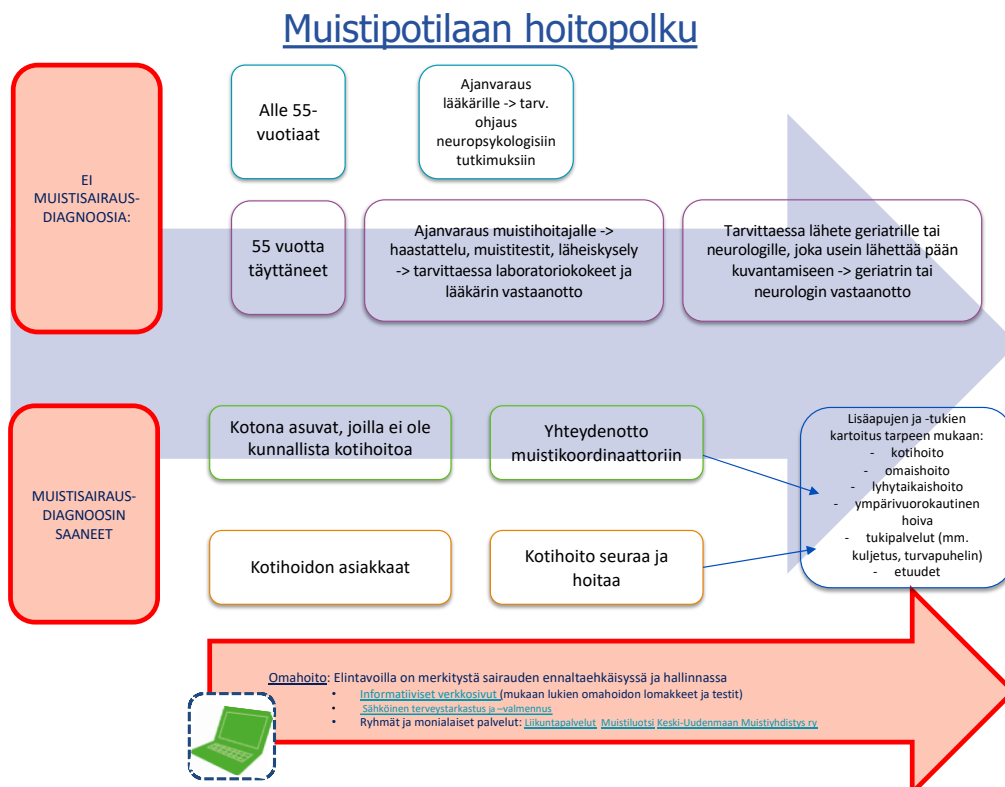 Muistipotilaan hoitopolku
EI
MUISTISAIRAUS-
DIAGNOOSIA:
Alle 55-
vuotiaat
Ajanvaraus
lääkärille -> tarv.
ohjaus
neuropsykologisiin
tutkimuksiin
55 vuotta
täyttäneet
Ajanvaraus muistihoitajalle ->
haastattelu, muistitestit, läheiskysely
-> tarvittaessa laboratoriokokeet ja
lääkärin vastaanotto
Tarvittaessa lähete geriatrille tai
neurologille, joka usein lähettää pään
kuvantamiseen -> geriatrin tai
neurologin vastaanotto
MUISTISAIRAUS-
DIAGNOOSIN
SAANEET
Kotona asuvat, joilla ei ole
kunnallista kotihoitoa
Yhteydenotto
muistikoordinaattoriin
Kotihoidon asiakkaat
Kotihoito seuraa ja
hoitaa
Lisäapujen ja -tukien
kartoitus tarpeen mukaan:
- kotihoito
- omaishoito
- lyhytaikaishoito
- ympärivuorokautinen
hoiva
- tukipalvelut (mm.
kuljetus, turvapuhelin)
- etuudet
Omahoito: Elintavoilla on merkitystä sairauden ennaltaehkäisyssä ja hallinnassa
• Informatiiviset verkkosivut (mukaan lukien omahoidon lomakkeet ja testit)
• Sähköinen terveystarkastus ja –valmennus
• Ryhmät ja monialaiset palvelut: Liikuntapalvelut Muistiluotsi Keski-Uudenmaan Muistiyhdistys ry